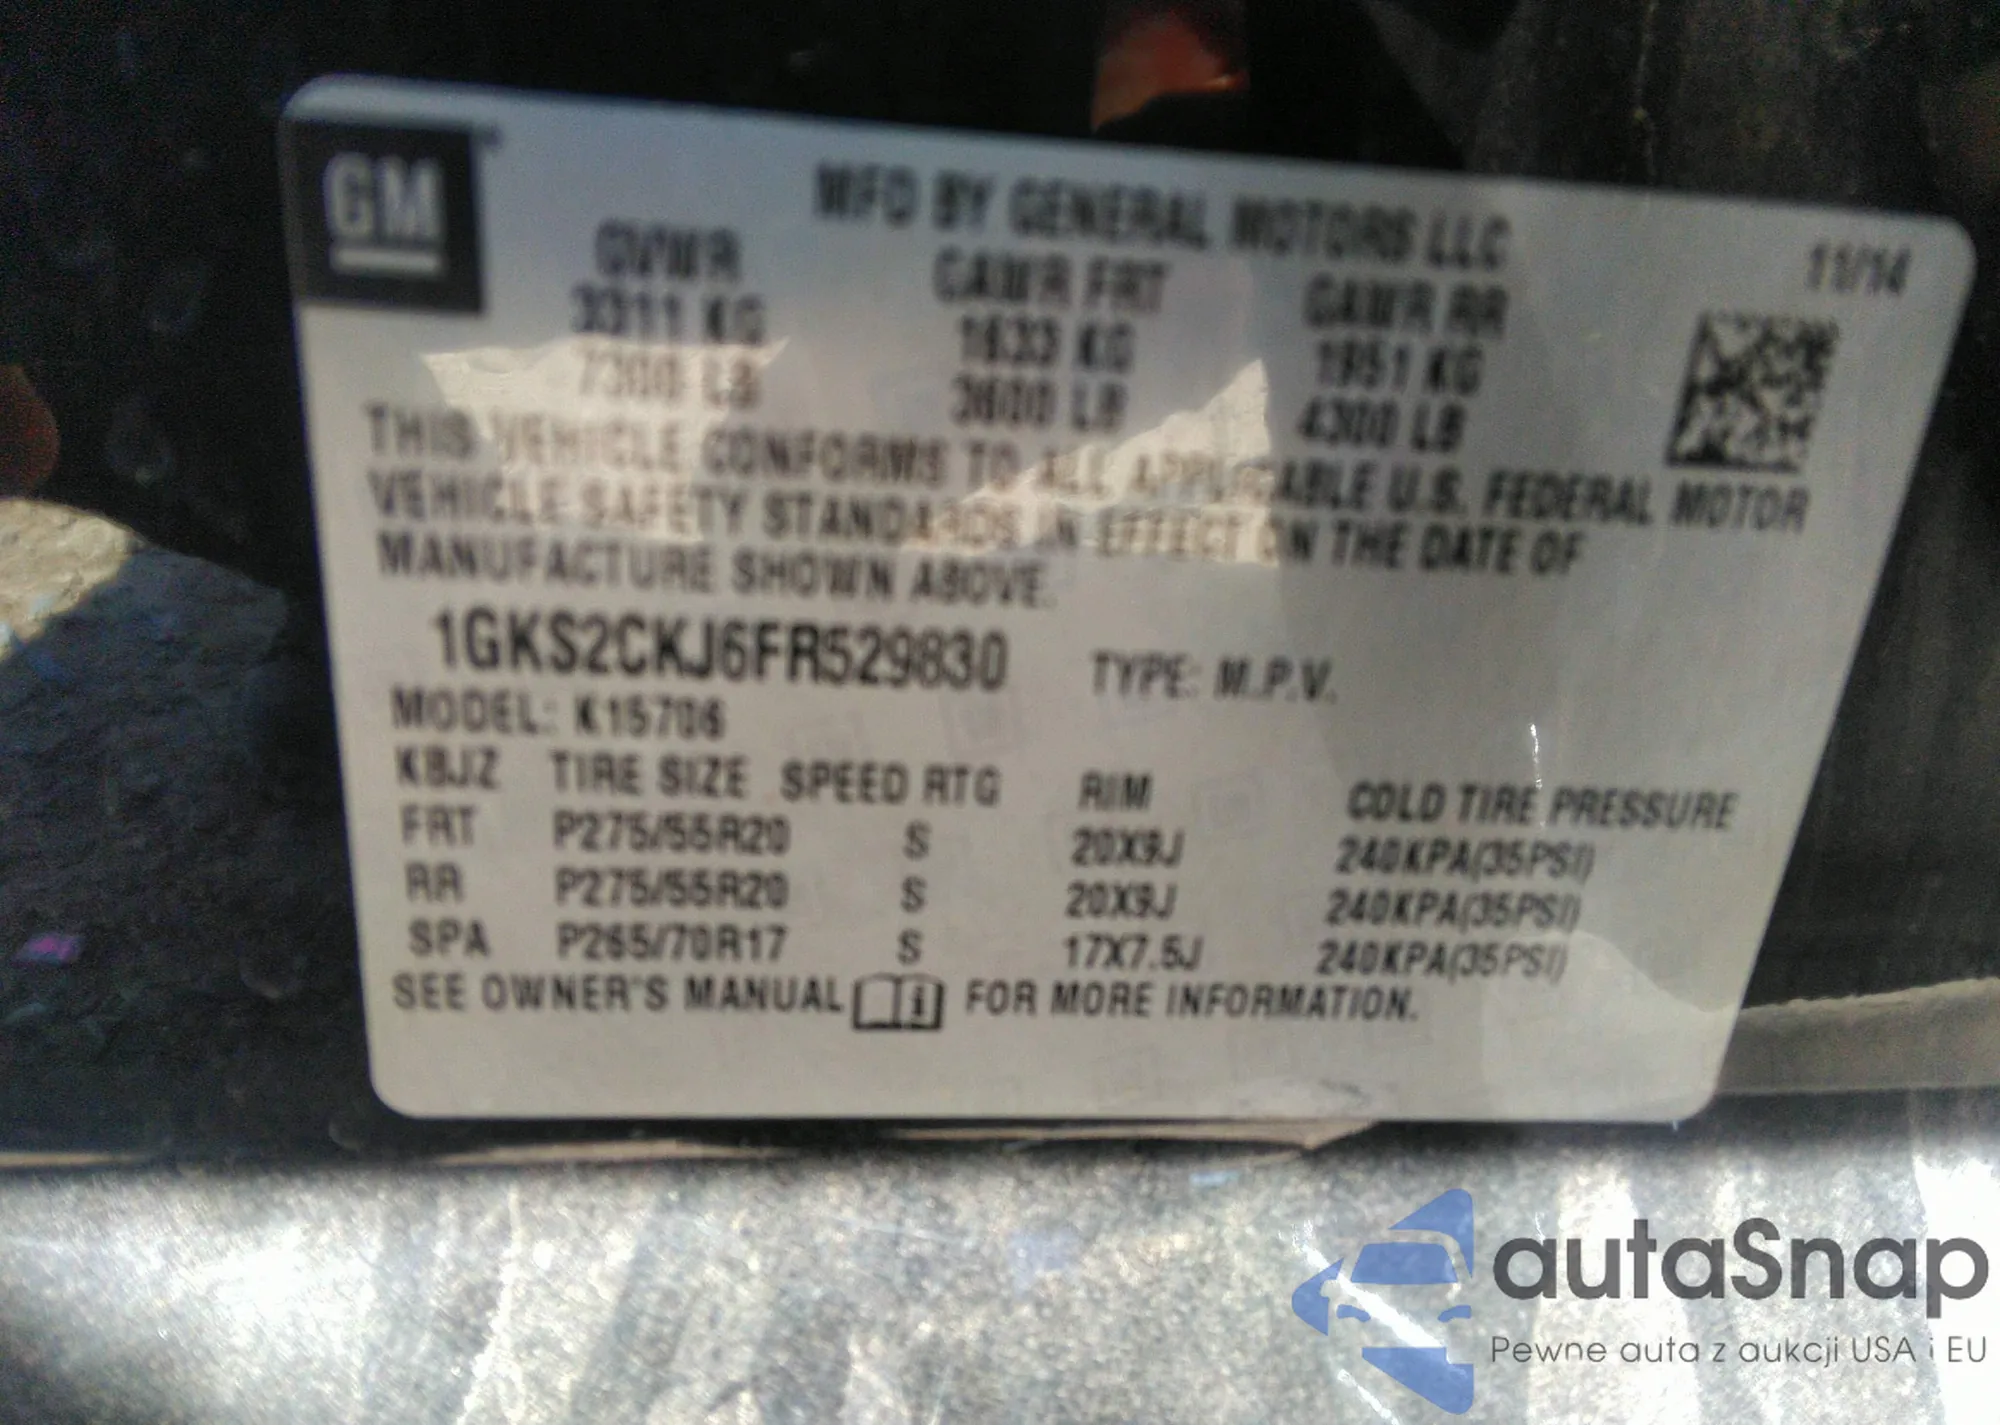 GM
MFD BY GENERAL MOTORS LLC
11/14
GVWR GAWR FRT GAWR RR
3311 KG 1633 KG 1951 KG
7300 LB 3600 LB 4300 LB
THIS VEHICLE CONFORMS TO ALL APPLICABLE U.S. FEDERAL MOTOR
VEHICLE SAFETY STANDARDS IN EFFECT ON THE DATE OF
MANUFACTURE SHOWN ABOVE.
1GKS2CKJ6FR529830 TYPE: M.P.V.
MODEL: K15706
KBJZ TIRE SIZE SPEED RTG RIM COLD TIRE PRESSURE
FRT P275/55R20 S 20X9J 240KPA(35PSI)
RR P275/55R20 S 20X9J 240KPA(35PSI)
SPA P265/70R17 S 17X7.5J 240KPA(35PSI)
SEE OWNER'S MANUAL FOR MORE INFORMATION.
autaSnap
Pewne auta z aukcji USA i EU